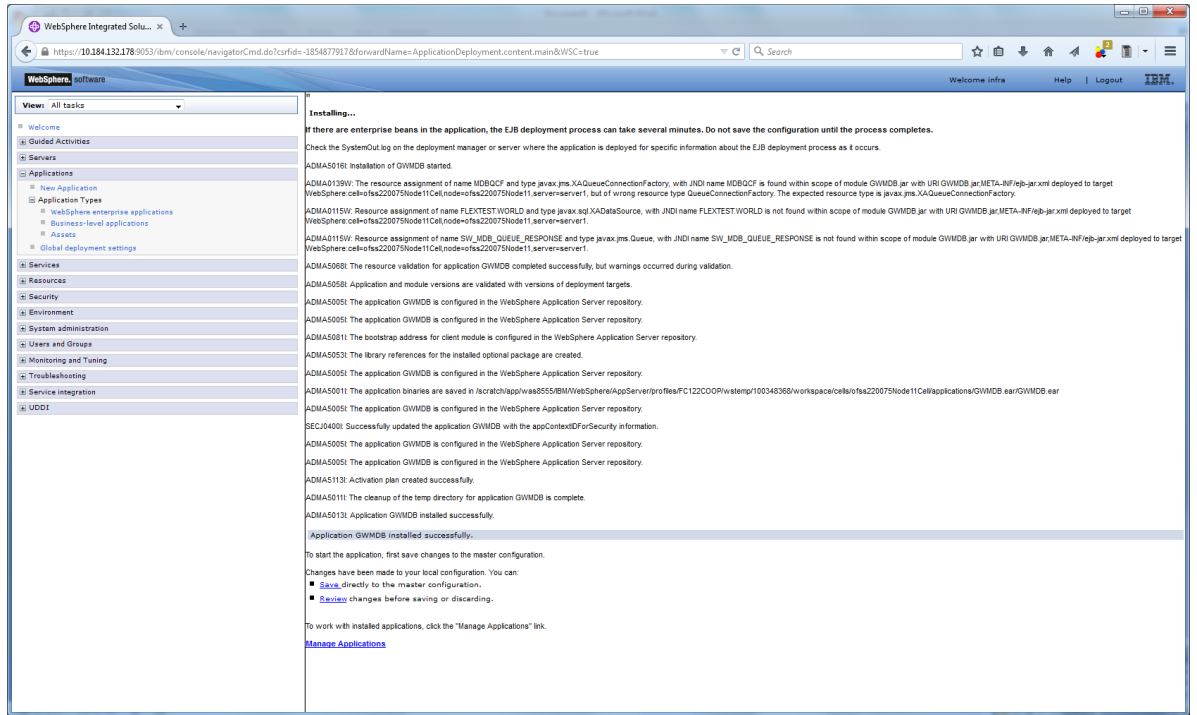 WebSphere Integrated Solu... × +
https://10.184.132.178:9053/ibm/console/navigatorCmd.do?csrfid=-1854877917&forwardName=ApplicationDeployment.content.main&WSC=true
Search
2
WebSphere. software
Welcome infra Help | Logout IBM.
View: All tasks
Welcome
Guided Activities
Servers
Applications
New Application
Application Types
WebSphere enterprise applications
Business-level applications
Assets
Global deployment settings
Services
Resources
Security
Environment
System administration
Users and Groups
Monitoring and Tuning
Troubleshooting
Service integration
UDDI
Installing...
If there are enterprise beans in the application, the EJB deployment process can take several minutes. Do not save the configuration until the process completes.
Check the SystemOut.log on the deployment manager or server where the application is deployed for specific information about the EJB deployment process as it occurs.
ADMA5016I: Installation of GWMDB started.
ADMA0139W: The resource assignment of name MDBQCF and type javax.jms.XAQueueConnectionFactory, with JNDI name MDBQCF is found within scope of module GWMDB.jar with URI GWMDB.jar,META-INF/ejb-jar.xml deployed to target
WebSphere:cell=ofss220075Node11Cell,node=ofss220075Node11,server=server1, but of wrong resource type QueueConnectionFactory. The expected resource type is javax.jms.XAQueueConnectionFactory.
ADMA0115W: Resource assignment of name FLEXTEST.WORLD and type javax.sql.XADataSource, with JNDI name FLEXTEST.WORLD is not found within scope of module GWMDB.jar with URI GWMDB.jar,META-INF/ejb-jar.xml deployed to target
WebSphere:cell=ofss220075Node11Cell,node=ofss220075Node11,server=server1.
ADMA0115W: Resource assignment of name SW_MDB_QUEUE_RESPONSE and type javax.jms.Queue, with JNDI name SW_MDB_QUEUE_RESPONSE is not found within scope of module GWMDB.jar with URI GWMDB.jar,META-INF/ejb-jar.xml deployed to target
WebSphere:cell=ofss220075Node11Cell,node=ofss220075Node11,server=server1.
ADMA5068I: The resource validation for application GWMDB completed successfully, but warnings occurred during validation.
ADMA5058I: Application and module versions are validated with versions of deployment targets.
ADMA5005I: The application GWMDB is configured in the WebSphere Application Server repository.
ADMA5005I: The application GWMDB is configured in the WebSphere Application Server repository.
ADMA5081I: The bootstrap address for client module is configured in the WebSphere Application Server repository.
ADMA5053I: The library references for the installed optional package are created.
ADMA5005I: The application GWMDB is configured in the WebSphere Application Server repository.
ADMA5001I: The application binaries are saved in /scratch/app/was8555/IBM/WebSphere/AppServer/profiles/FC122COOP/wstemp/100348368/workspace/cells/ofss220075Node11Cell/applications/GWMDB.ear/GWMDB.ear
ADMA5005I: The application GWMDB is configured in the WebSphere Application Server repository.
SECJ0400I: Successfully updated the application GWMDB with the appContextIDForSecurity information.
ADMA5005I: The application GWMDB is configured in the WebSphere Application Server repository.
ADMA5005I: The application GWMDB is configured in the WebSphere Application Server repository.
ADMA5113I: Activation plan created successfully.
ADMA5011I: The cleanup of the temp directory for application GWMDB is complete.
ADMA5013I: Application GWMDB installed successfully.
Application GWMDB installed successfully.
To start the application, first save changes to the master configuration.
Changes have been made to your local configuration. You can:
Save directly to the master configuration.
Review changes before saving or discarding.
To work with installed applications, click the "Manage Applications" link.
Manage Applications